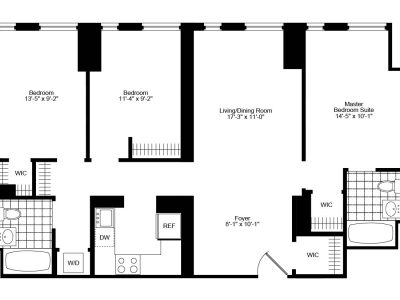 Bedroom
13'-5" x 9'-2"
Bedroom
11'-4" x 9'-2"
Living/Dining Room
17'-3" x 11'-0"
Master
Bedroom Suite
14'-5" x 10'-1"
WIC
WIC
DW
REF
Foyer
8'-1" x 10'-1"
WIC
W/D